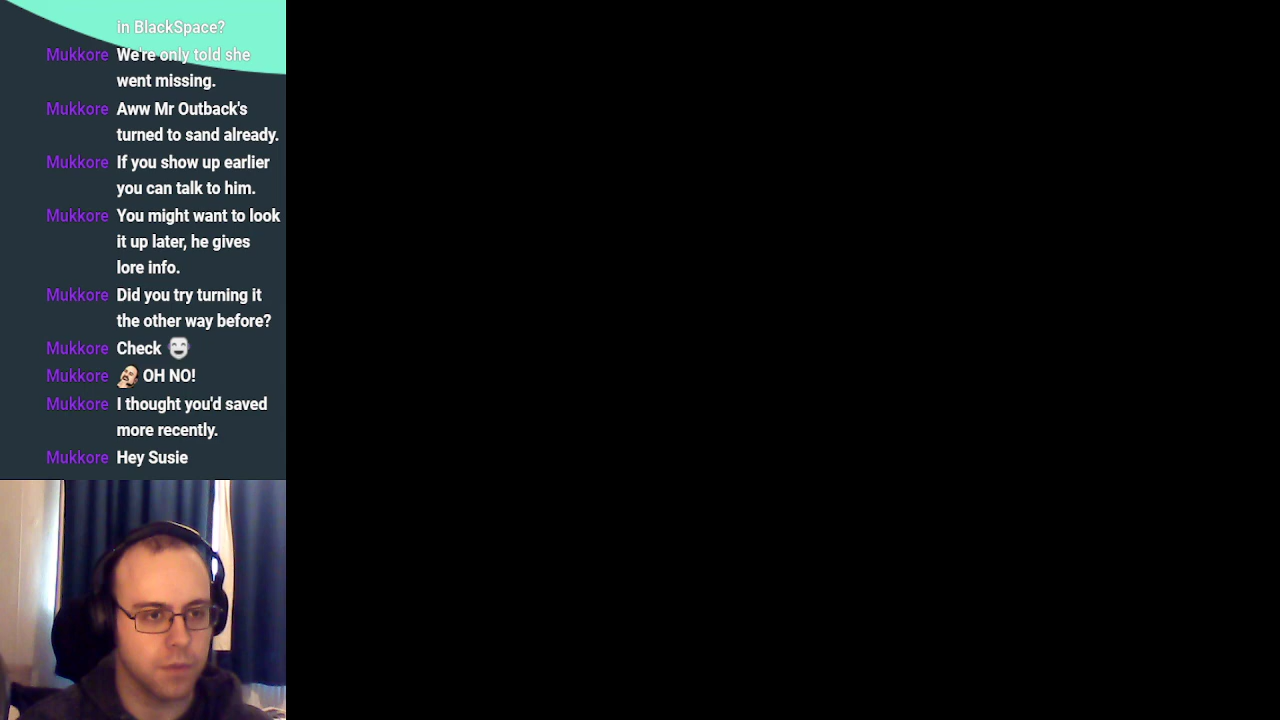 in BlackSpace?
Mukkore We're only told she
went missing.
Mukkore Aww Mr Outback's
turned to sand already.
Mukkore If you show up earlier
you can talk to him.
Mukkore You might want to look
it up later, he gives
lore info.
Mukkore Did you try turning it
the other way before?
Mukkore Check
Mukkore OH NO!
Mukkore I thought you'd saved
more recently.
Mukkore Hey Susie